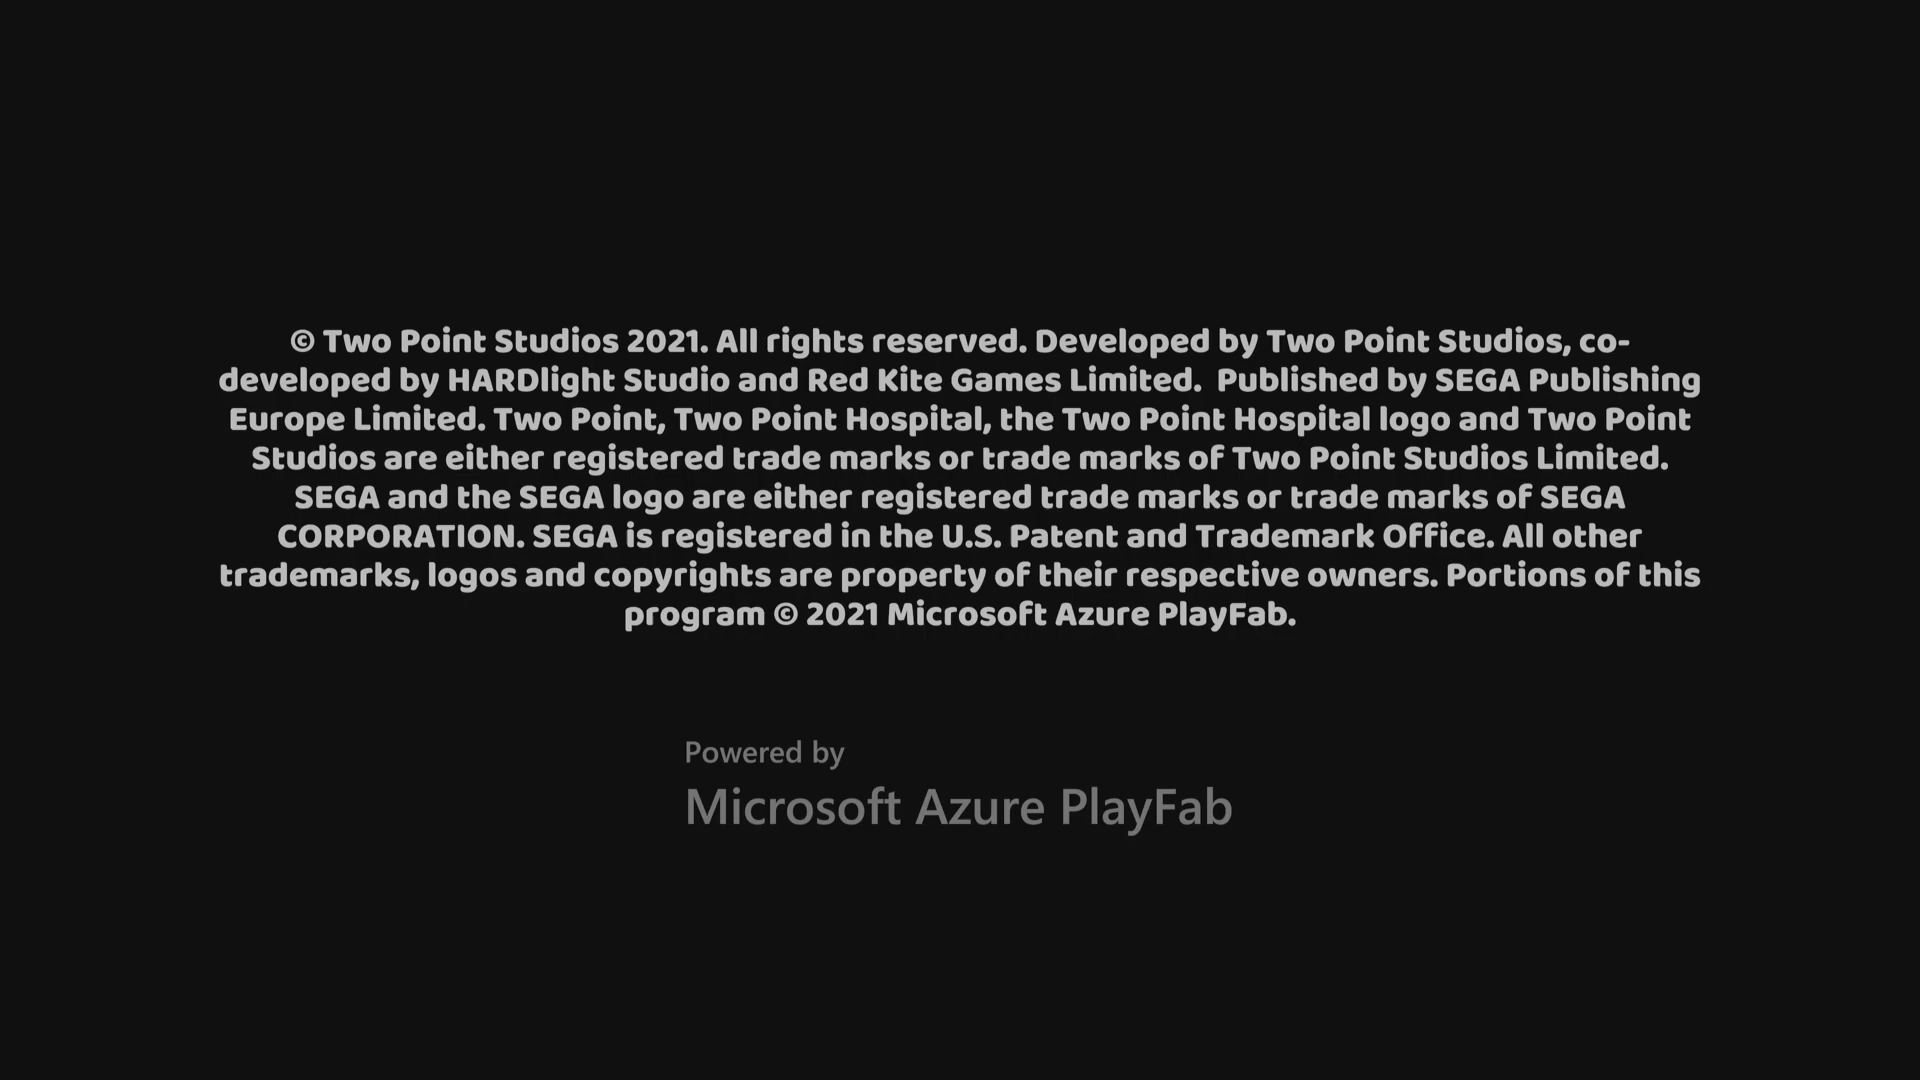 © Two Point Studios 2021. All rights reserved. Developed by Two Point Studios, co-
developed by HARDlight Studio and Red Kite Games Limited.  Published by SEGA Publishing
Europe Limited. Two Point, Two Point Hospital, the Two Point Hospital logo and Two Point
Studios are either registered trade marks or trade marks of Two Point Studios Limited.
SEGA and the SEGA logo are either registered trade marks or trade marks of SEGA
CORPORATION. SEGA is registered in the U.S. Patent and Trademark Office. All other
trademarks, logos and copyrights are property of their respective owners. Portions of this
program © 2021 Microsoft Azure PlayFab.
Powered by
Microsoft Azure PlayFab